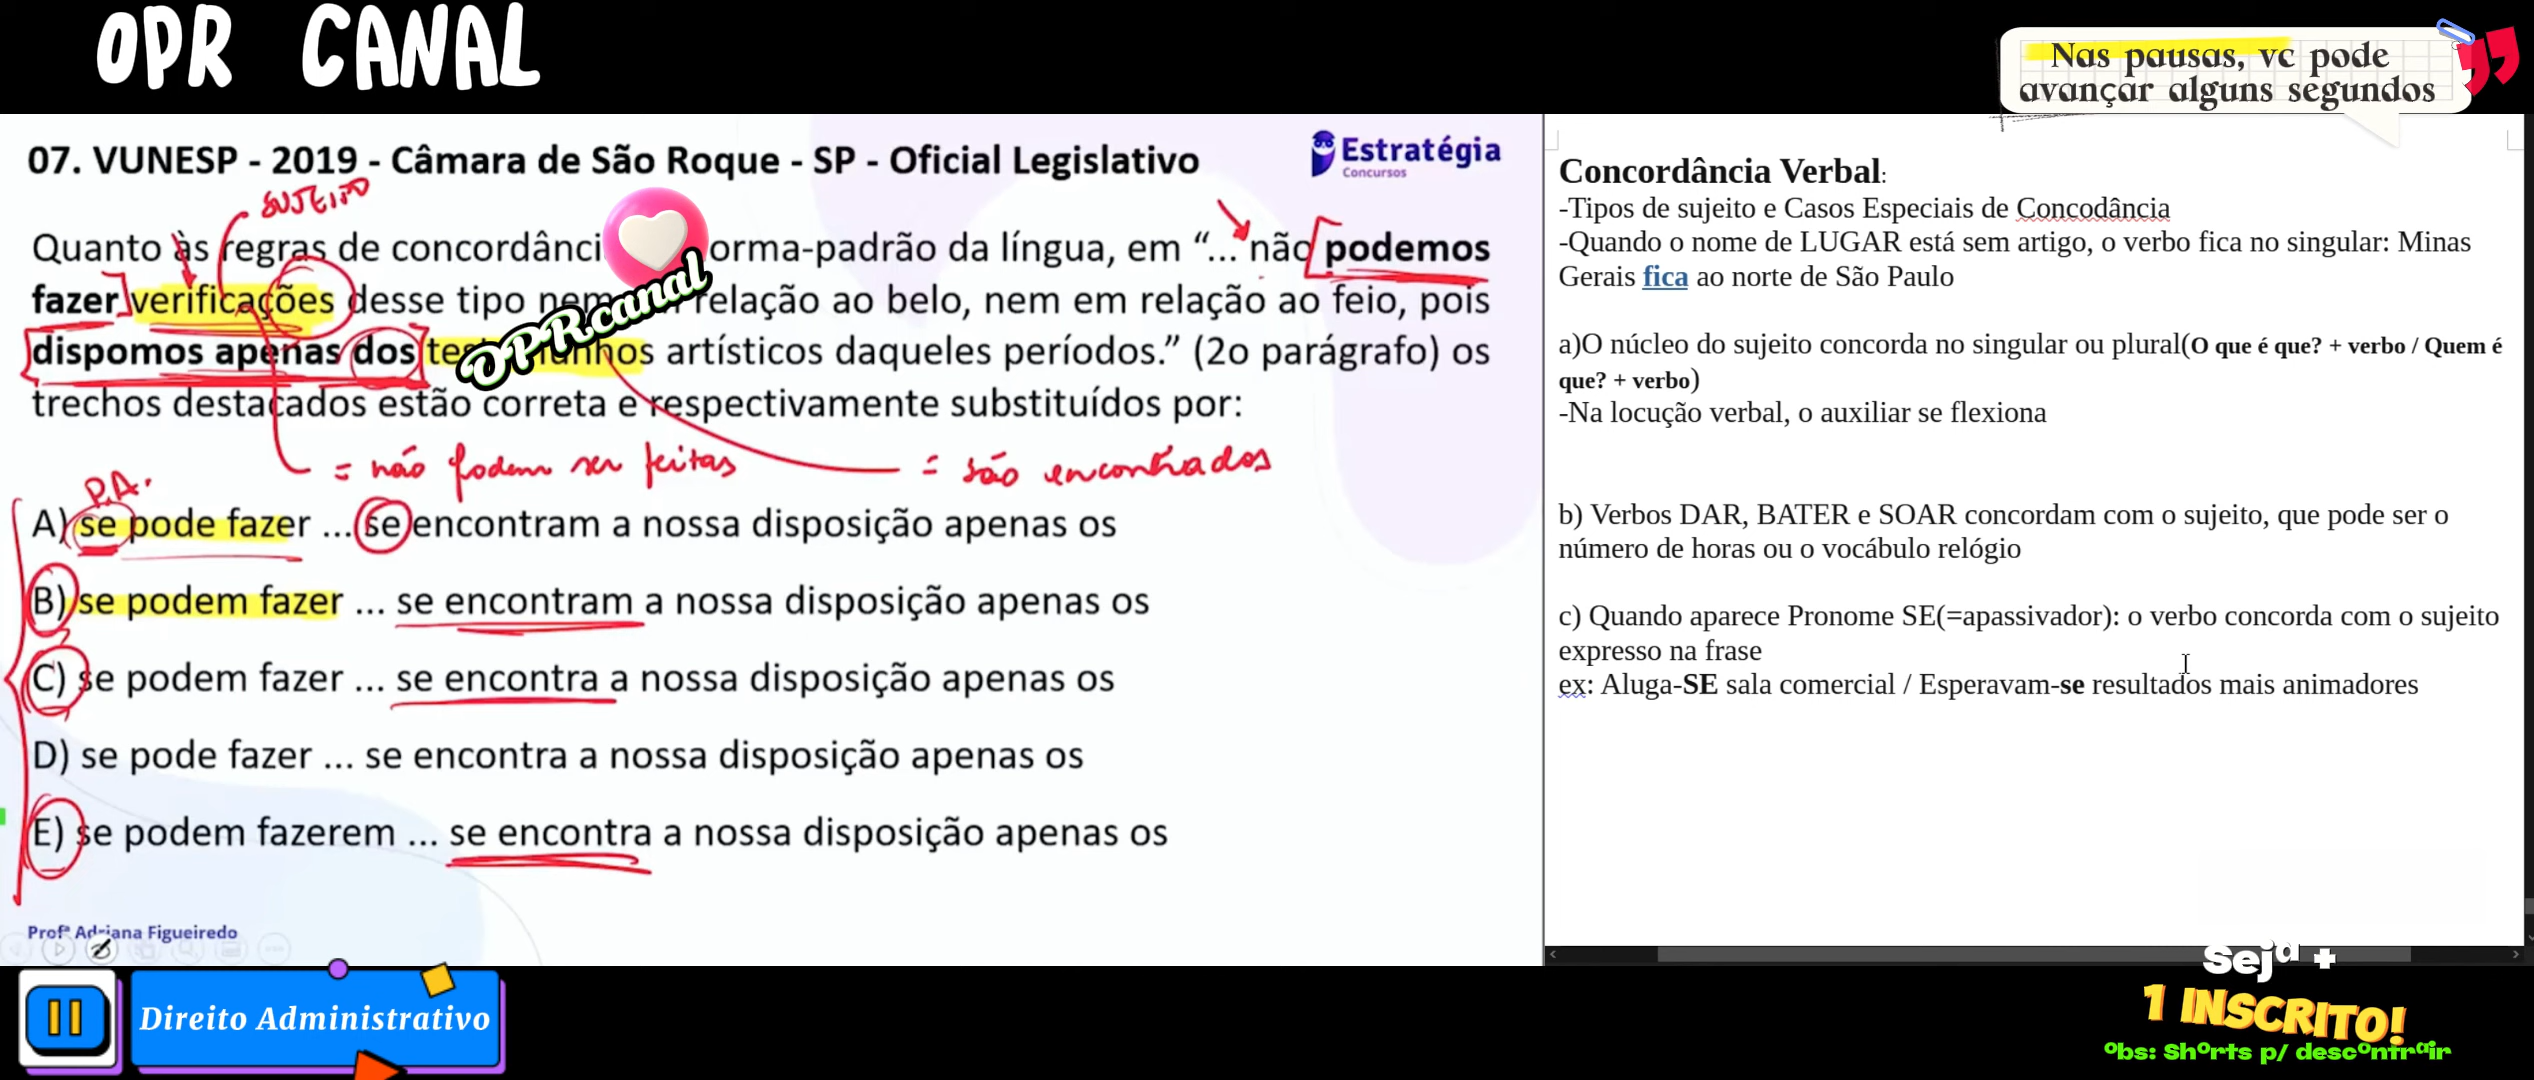 OPR CANAL
Nas pausas, vc pode
avançar alguns segundos
07. VUNESP - 2019 - Câmara de São Roque - SP - Oficial Legislativo
Estratégia
Concursos
SUJEITO
Quanto às regras de concordânci orma-padrão da língua, em “... não podemos
fazer verificações desse tipo nem relação ao belo, nem em relação ao feio, pois
OPRcanal
dispomos apenas dos artísticos daqueles períodos.” (2o parágrafo) os
trechos destacados estão correta e respectivamente substituídos por:
= não podem ser feitas = são encontrados
P.A.
A) se pode fazer ... se encontram a nossa disposição apenas os
B) se podem fazer ... se encontram a nossa disposição apenas os
C) se podem fazer ... se encontra a nossa disposição apenas os
D) se pode fazer ... se encontra a nossa disposição apenas os
E) se podem fazerem ... se encontra a nossa disposição apenas os
Profª Adriana Figueiredo
Concordância Verbal:
-Tipos de sujeito e Casos Especiais de Concodância
-Quando o nome de LUGAR está sem artigo, o verbo fica no singular: Minas
Gerais fica ao norte de São Paulo
a)O núcleo do sujeito concorda no singular ou plural(O que é que? + verbo / Quem é
que? + verbo)
-Na locução verbal, o auxiliar se flexiona
b) Verbos DAR, BATER e SOAR concordam com o sujeito, que pode ser o
número de horas ou o vocábulo relógio
c) Quando aparece Pronome SE(=apassivador): o verbo concorda com o sujeito
expresso na frase
ex: Aluga-SE sala comercial / Esperavam-se resultados mais animadores
Direito Administrativo
Seja +
1 INSCRITO!
obs: Shorts p/ descontrair